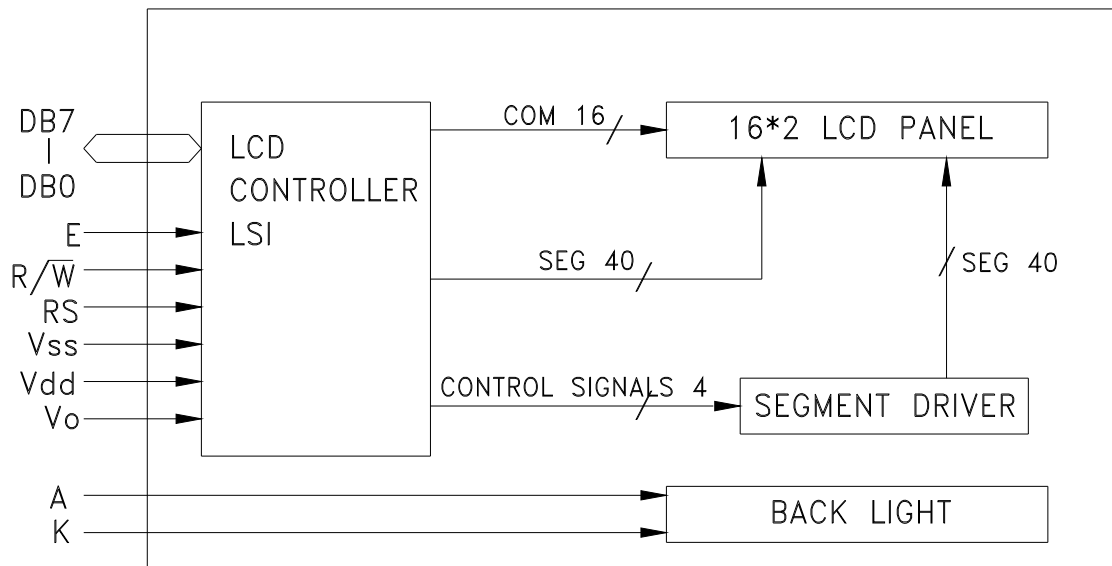 DB7
DB0
E
R/W̅
RS
Vss
Vdd
Vo
A
K
LCD
CONTROLLER
LSI
COM 16
SEG 40
CONTROL SIGNALS 4
16*2 LCD PANEL
SEG 40
SEGMENT DRIVER
BACK LIGHT